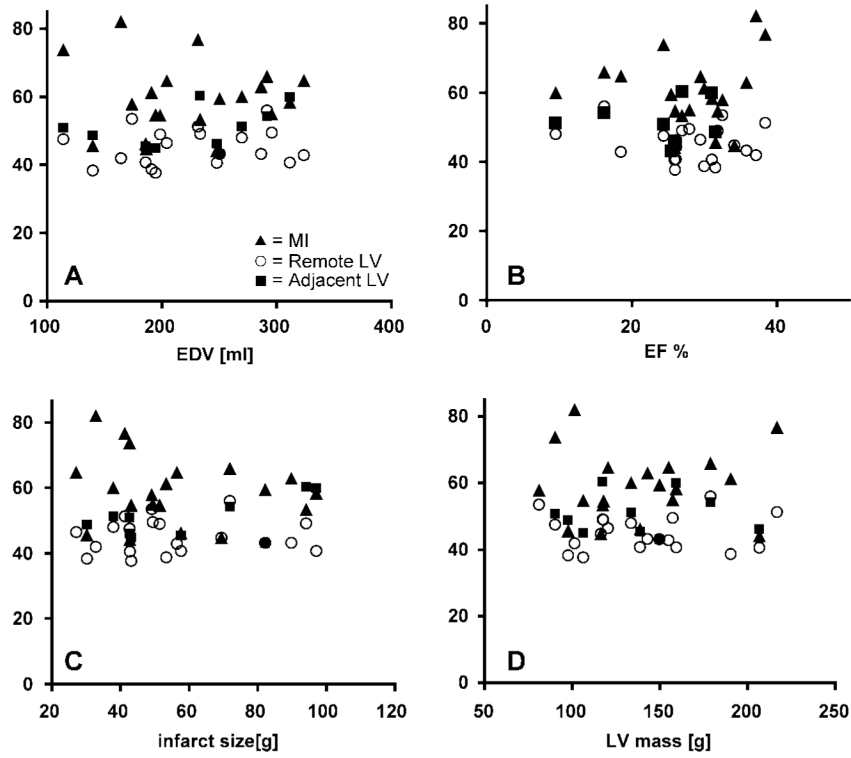 80
60
40
20
0
A
▲ = MI
○ = Remote LV
■ = Adjacent LV
100 200 300 400
EDV [ml]
80
60
40
20
0
B
0 20 40
EF %
80
60
40
20
0
C
20 40 60 80 100 120
infarct size[g]
80
60
40
20
0
D
50 100 150 200 250
LV mass [g]